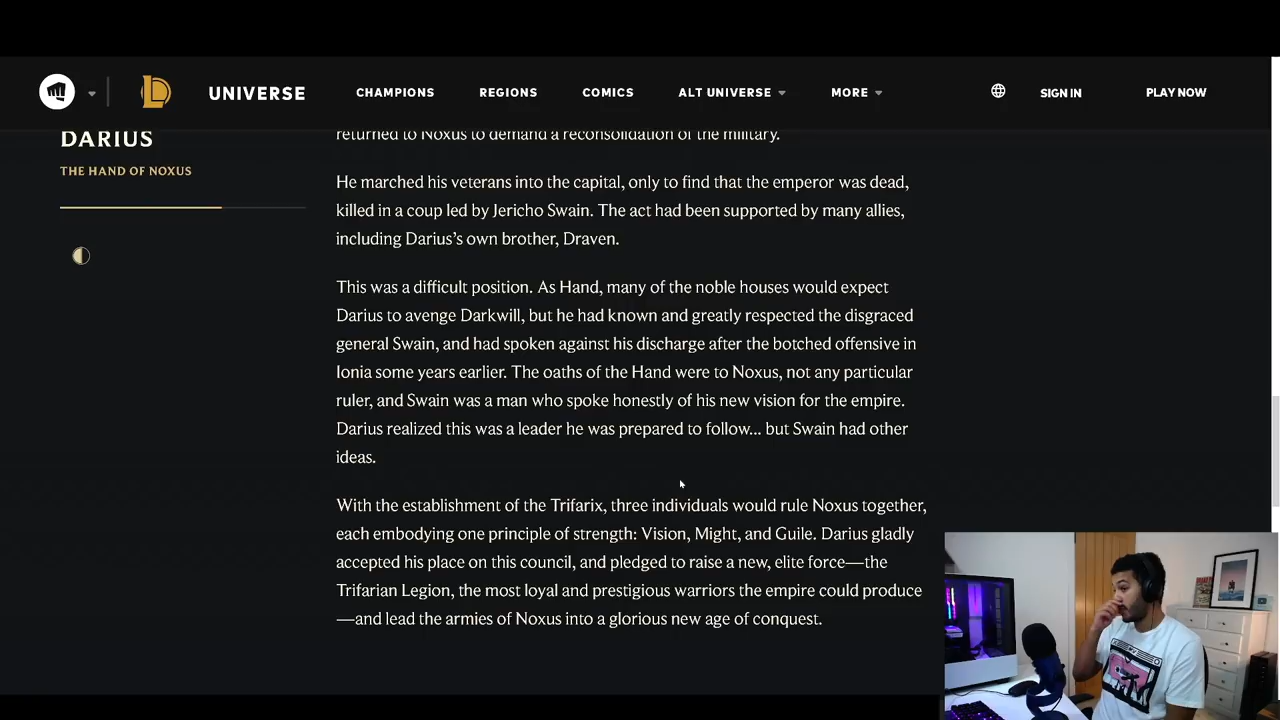 UNIVERSE CHAMPIONS REGIONS COMICS ALT UNIVERSE MORE SIGN IN PLAY NOW
DARIUS
THE HAND OF NOXUS
returned to Noxus to demand a reconsolidation of the military.
He marched his veterans into the capital, only to find that the emperor was dead,
killed in a coup led by Jericho Swain. The act had been supported by many allies,
including Darius’s own brother, Draven.
This was a difficult position. As Hand, many of the noble houses would expect
Darius to avenge Darkwill, but he had known and greatly respected the disgraced
general Swain, and had spoken against his discharge after the botched offensive in
Ionia some years earlier. The oaths of the Hand were to Noxus, not any particular
ruler, and Swain was a man who spoke honestly of his new vision for the empire.
Darius realized this was a leader he was prepared to follow... but Swain had other
ideas.
With the establishment of the Trifarix, three individuals would rule Noxus together,
each embodying one principle of strength: Vision, Might, and Guile. Darius gladly
accepted his place on this council, and pledged to raise a new, elite force—the
Trifarian Legion, the most loyal and prestigious warriors the empire could produce
—and lead the armies of Noxus into a glorious new age of conquest.